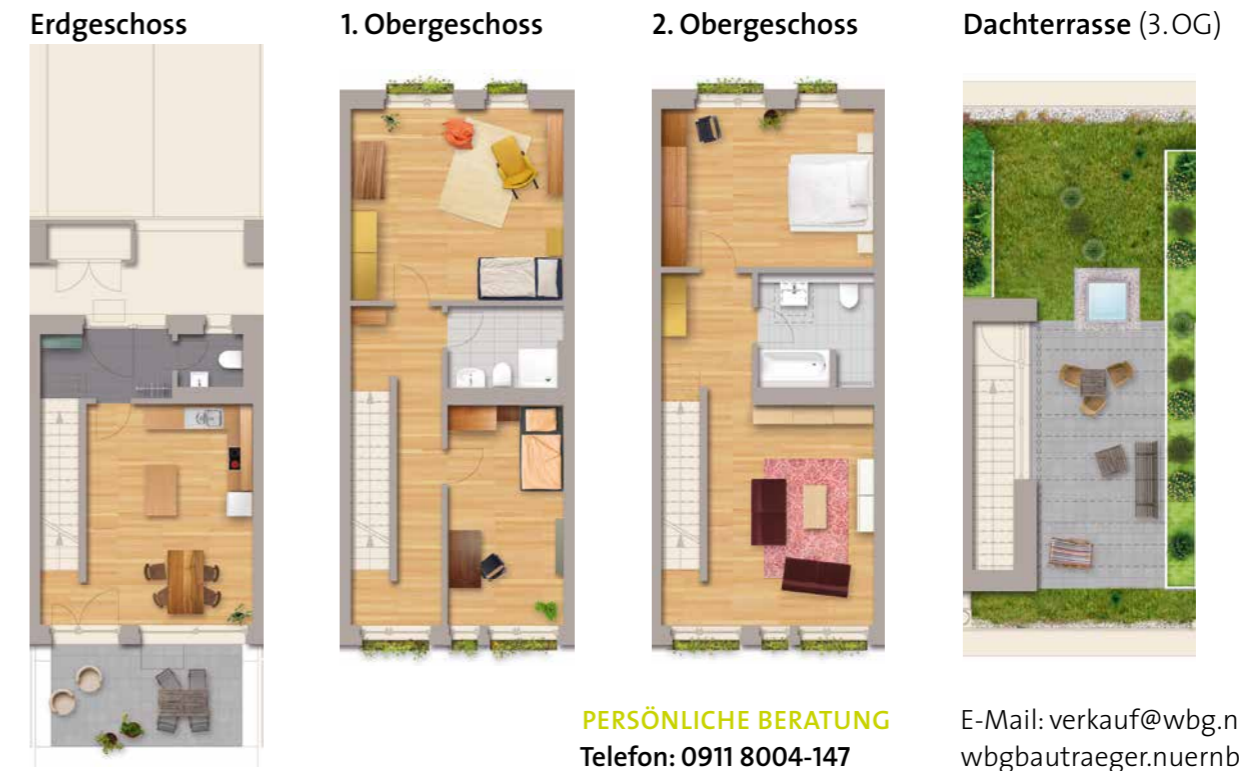 Erdgeschoss
1. Obergeschoss
2. Obergeschoss
Dachterrasse (3. OG)
PERSÖNLICHE BERATUNG
Telefon: 0911 8004-147
E-Mail: verkauf@wbg.n
wbgbautraeger.nuernb